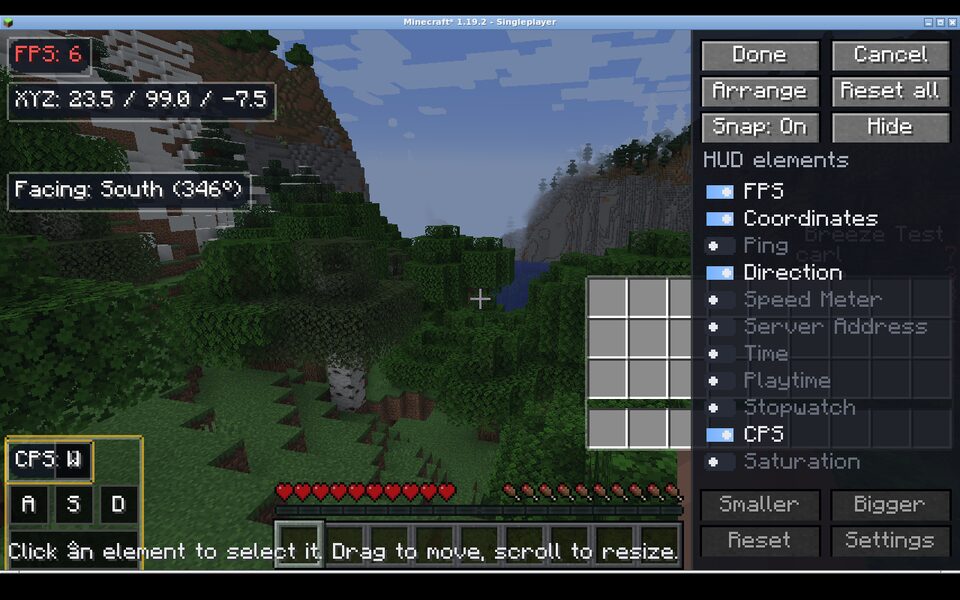 Minecraft* 1.19.2 - Singleplayer
FPS: 6
XYZ: 23.5 / 99.0 / -7.5
Facing: South (346°)
Done
Cancel
Arrange
Reset all
Snap: On
Hide
HUD elements
FPS
Coordinates
Ping
Breeze Test
carl
Direction
Speed Meter
Server Address
Time
Playtime
Stopwatch
CPS
Saturation
Smaller
Bigger
Reset
Settings
CPS
W
A S D
Click an element to select it. Drag to move, scroll to resize.